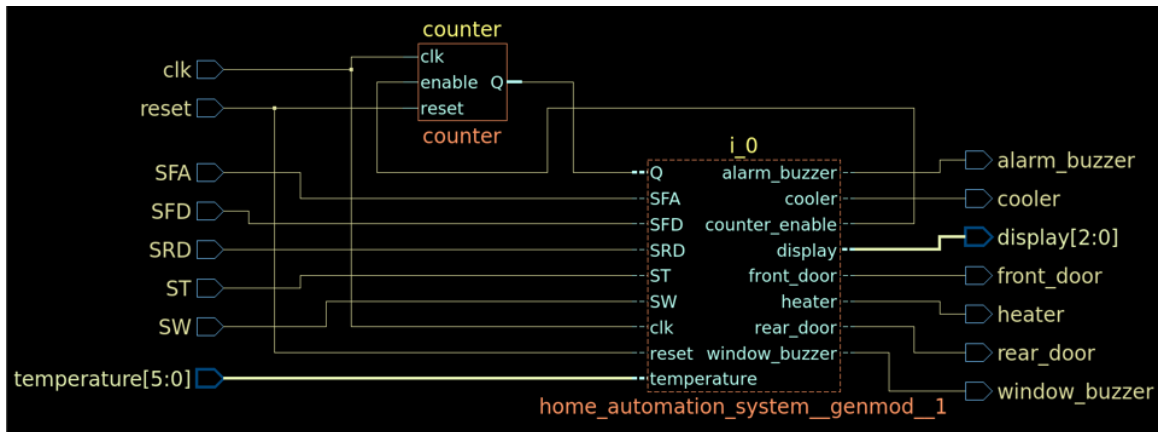 counter
clk
enable Q
reset
counter
clk
reset
SFA
SFD
SRD
ST
SW
temperature[5:0]
i_0
Q alarm_buzzer
SFA cooler
SFD counter_enable
SRD display
ST front_door
SW heater
clk rear_door
reset window_buzzer
temperature
home_automation_system__genmod__1
alarm_buzzer
cooler
display[2:0]
front_door
heater
rear_door
window_buzzer